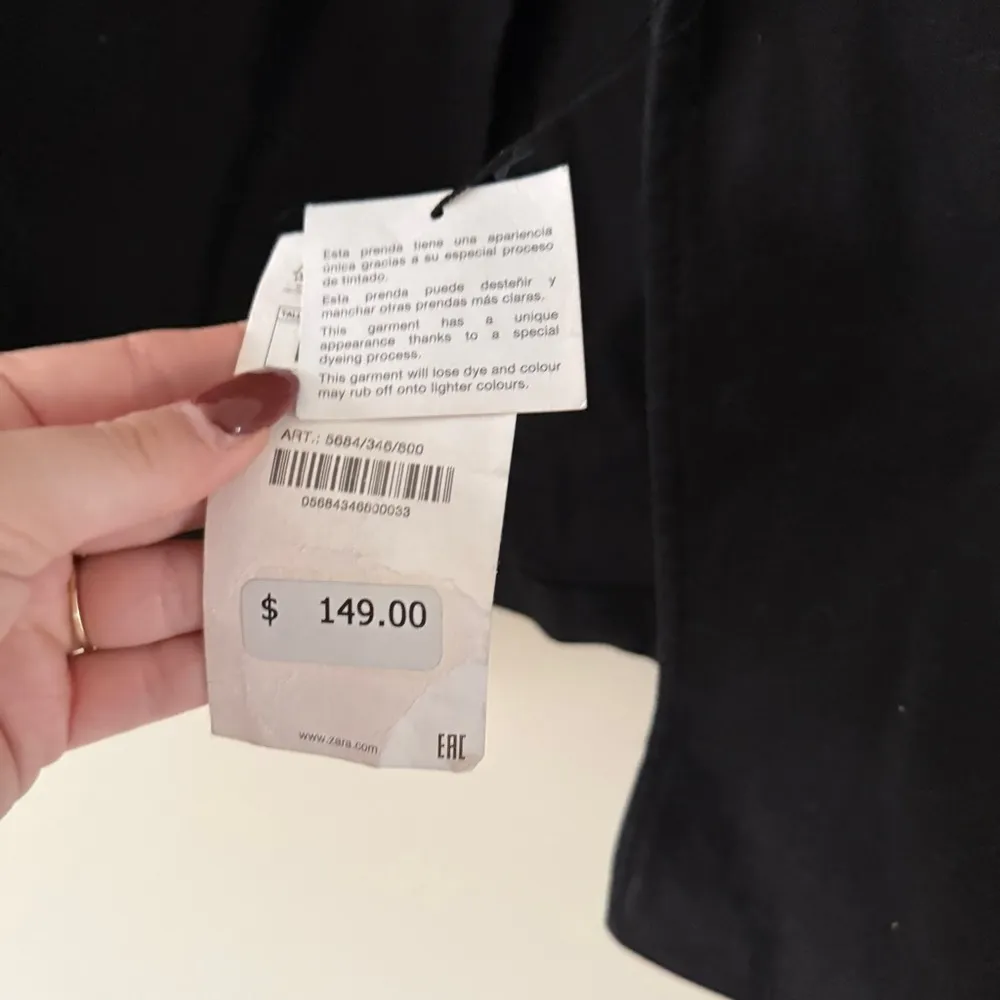 Esta prenda tiene una apariencia
única gracias a su especial proceso
de tintado.
Esta prenda puede desteñir y
manchar otras prendas más claras.
This garment has a unique
appearance thanks to a special
dyeing process.
This garment will lose dye and colour
may rub off onto lighter colours.
ART.: 5684/346/800
05684346800033
$ 149.00
www.zara.com
EAC